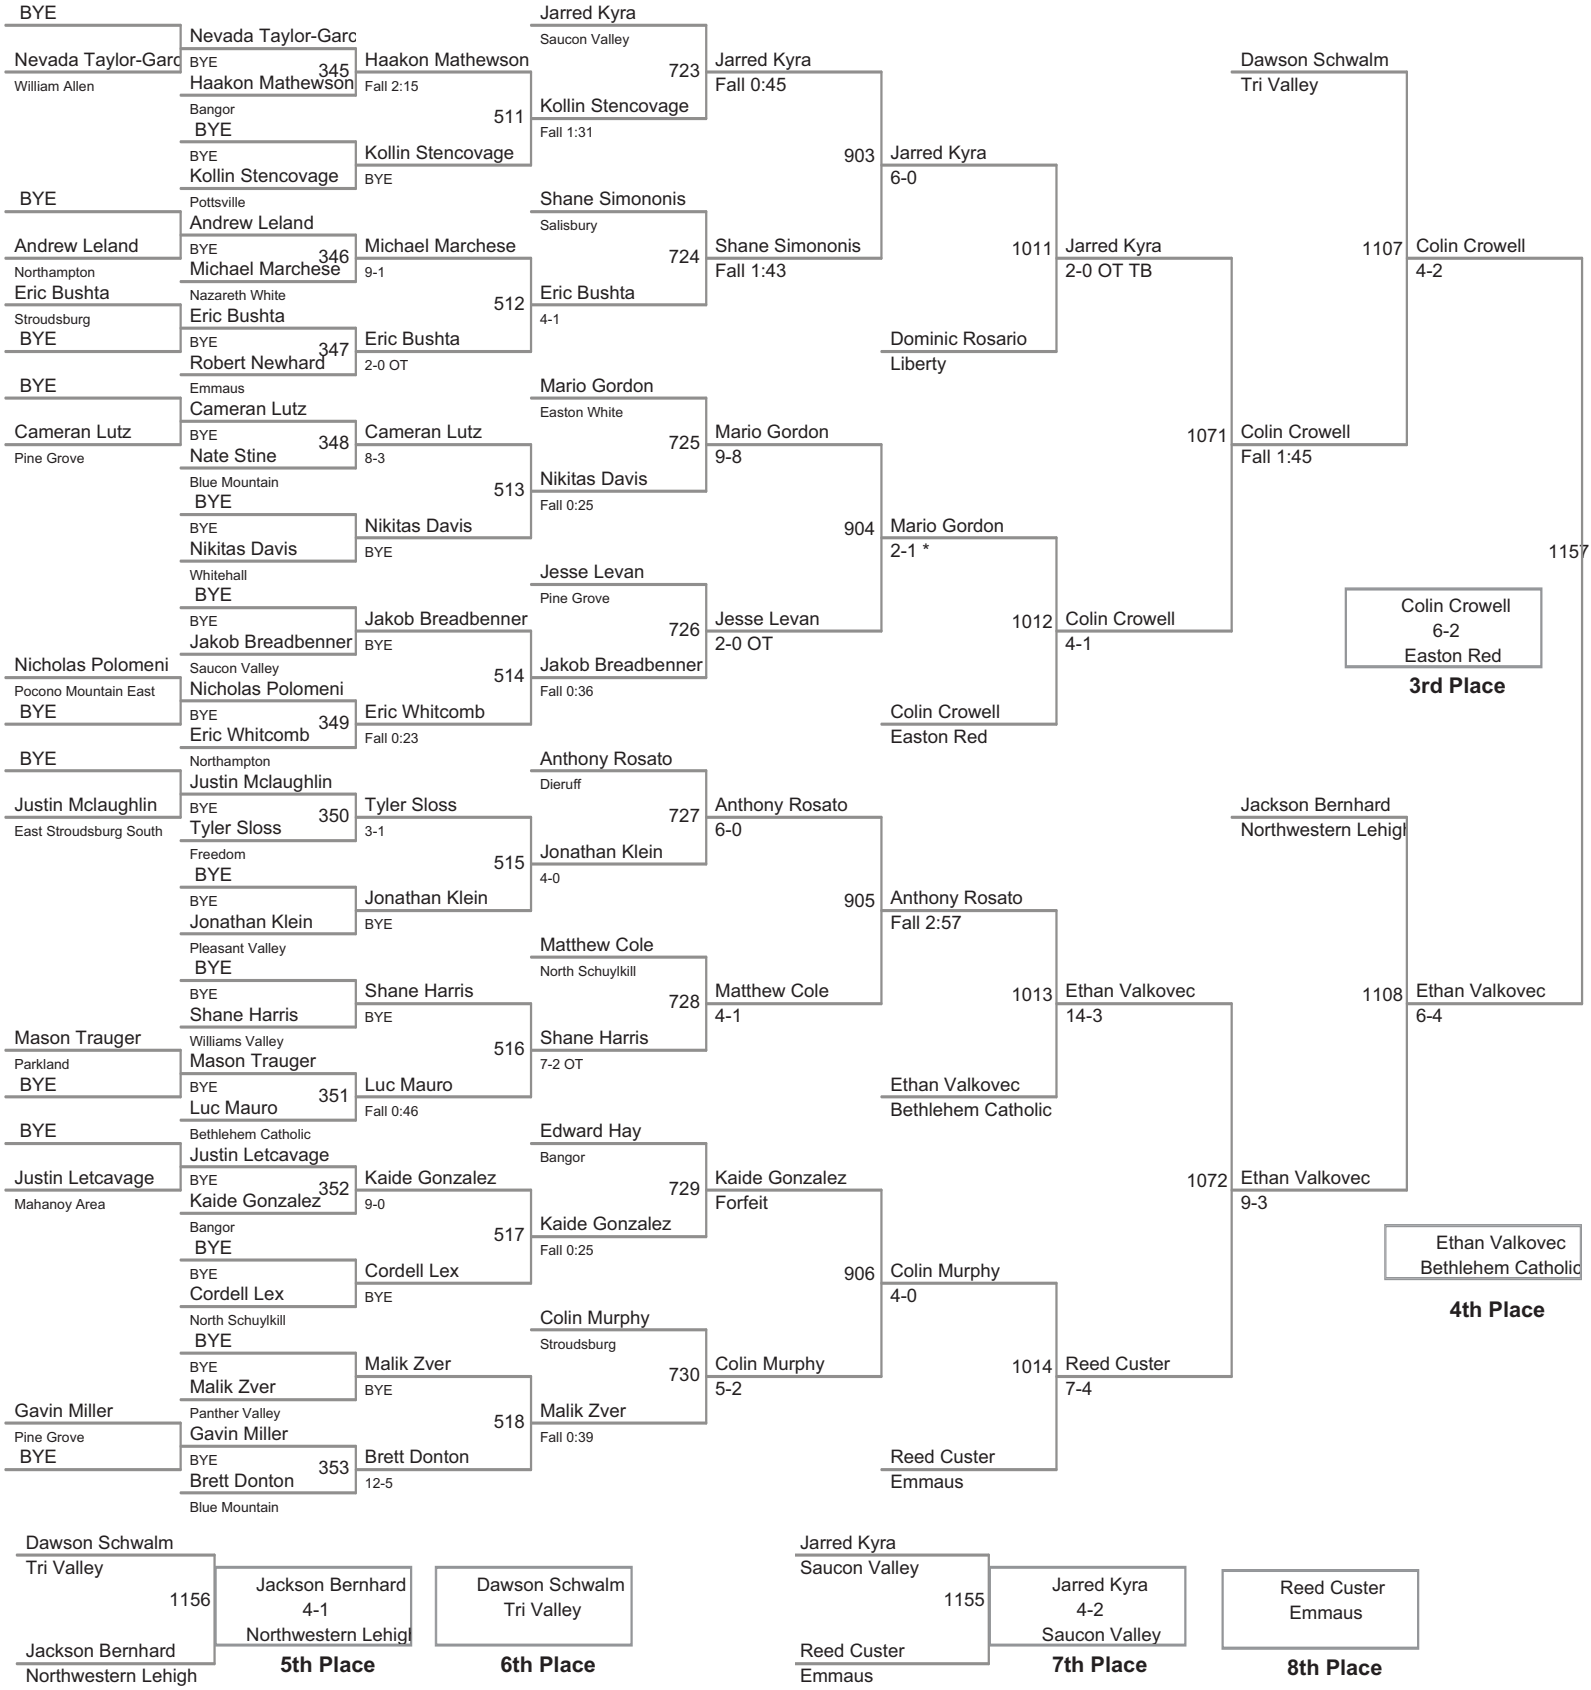 BYE
Nevada Taylor-Gard
William Allen
BYE
Andrew Leland
Northampton
Eric Bushta
Stroudsburg
BYE
BYE
Cameran Lutz
Pine Grove
Nicholas Polomeni
Pocono Mountain East
BYE
BYE
Justin Mclaughlin
East Stroudsburg South
Mason Trauger
Parkland
BYE
BYE
Justin Letcavage
Mahanoy Area
Gavin Miller
Pine Grove
BYE
Nevada Taylor-Gard
BYE
345
Haakon Mathewson
Bangor
BYE
BYE
Kollin Stencovage
Pottsville
Andrew Leland
BYE
346
Michael Marchese
Nazareth White
Eric Bushta
BYE
347
Robert Newhard
Emmaus
Cameran Lutz
BYE
348
Nate Stine
Blue Mountain
BYE
BYE
Nikitas Davis
Whitehall
BYE
BYE
Jakob Breadbenner
Saucon Valley
Nicholas Polomeni
BYE
349
Eric Whitcomb
Northampton
Justin Mclaughlin
BYE
350
Tyler Sloss
Freedom
BYE
BYE
Jonathan Klein
Pleasant Valley
BYE
BYE
Shane Harris
Williams Valley
Mason Trauger
BYE
351
Luc Mauro
Bethlehem Catholic
Justin Letcavage
BYE
352
Kaide Gonzalez
Bangor
BYE
BYE
Cordell Lex
North Schuylkill
BYE
BYE
Malik Zver
Panther Valley
Gavin Miller
BYE
353
Brett Donton
Blue Mountain
Haakon Mathewson
Fall 2:15
511
Kollin Stencovage
BYE
Michael Marchese
9-1
512
Eric Bushta
2-0 OT
Cameran Lutz
8-3
513
Nikitas Davis
BYE
Jakob Breadbenner
BYE
514
Eric Whitcomb
Fall 0:23
Tyler Sloss
3-1
515
Jonathan Klein
BYE
Shane Harris
BYE
516
Luc Mauro
Fall 0:46
Kaide Gonzalez
9-0
517
Cordell Lex
BYE
Malik Zver
BYE
518
Brett Donton
12-5
Jarred Kyra
Saucon Valley
723
Kollin Stencovage
Fall 1:31
Shane Simononis
Salisbury
724
Eric Bushta
4-1
Mario Gordon
Easton White
725
Nikitas Davis
Fall 0:25
Jesse Levan
Pine Grove
726
Jakob Breadbenner
Fall 0:36
Anthony Rosato
Dieruff
727
Jonathan Klein
4-0
Matthew Cole
North Schuylkill
728
Shane Harris
7-2 OT
Edward Hay
Bangor
729
Kaide Gonzalez
Fall 0:25
Colin Murphy
Stroudsburg
730
Malik Zver
Fall 0:39
Jarred Kyra
Fall 0:45
903
Shane Simononis
Fall 1:43
Mario Gordon
9-8
904
Jesse Levan
2-0 OT
Anthony Rosato
6-0
905
Matthew Cole
4-1
Kaide Gonzalez
Forfeit
906
Colin Murphy
5-2
Jarred Kyra
6-0
1011
Dominic Rosario
Liberty
Mario Gordon
2-1 *
1012
Colin Crowell
Easton Red
Anthony Rosato
Fall 2:57
1013
Ethan Valkovec
Bethlehem Catholic
Colin Murphy
4-0
1014
Reed Custer
Emmaus
Jarred Kyra
2-0 OT TB
1071
Colin Crowell
4-1
Ethan Valkovec
14-3
1072
Reed Custer
7-4
Dawson Schwalm
Tri Valley
1107
Colin Crowell
Fall 1:45
Jackson Bernhard
Northwestern Lehigh
1108
Ethan Valkovec
9-3
Colin Crowell
4-2
1157
Ethan Valkovec
6-4
Colin Crowell
6-2
Easton Red
3rd Place
Ethan Valkovec
Bethlehem Catholic
4th Place
Dawson Schwalm
Tri Valley
1156
Jackson Bernhard
Northwestern Lehigh
Jackson Bernhard
4-1
Northwestern Lehigh
5th Place
Dawson Schwalm
Tri Valley
6th Place
Jarred Kyra
Saucon Valley
1155
Reed Custer
Emmaus
Jarred Kyra
4-2
Saucon Valley
7th Place
Reed Custer
Emmaus
8th Place